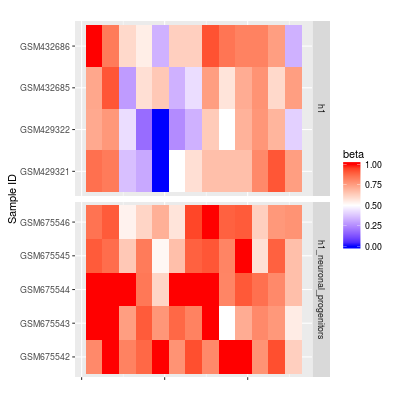 GSM432686
GSM432685
GSM429322
GSM429321
h1
GSM675546
GSM675545
GSM675544
GSM675543
GSM675542
h1_neuronal_progenitors
Sample ID
beta
1.00
0.75
0.50
0.25
0.00